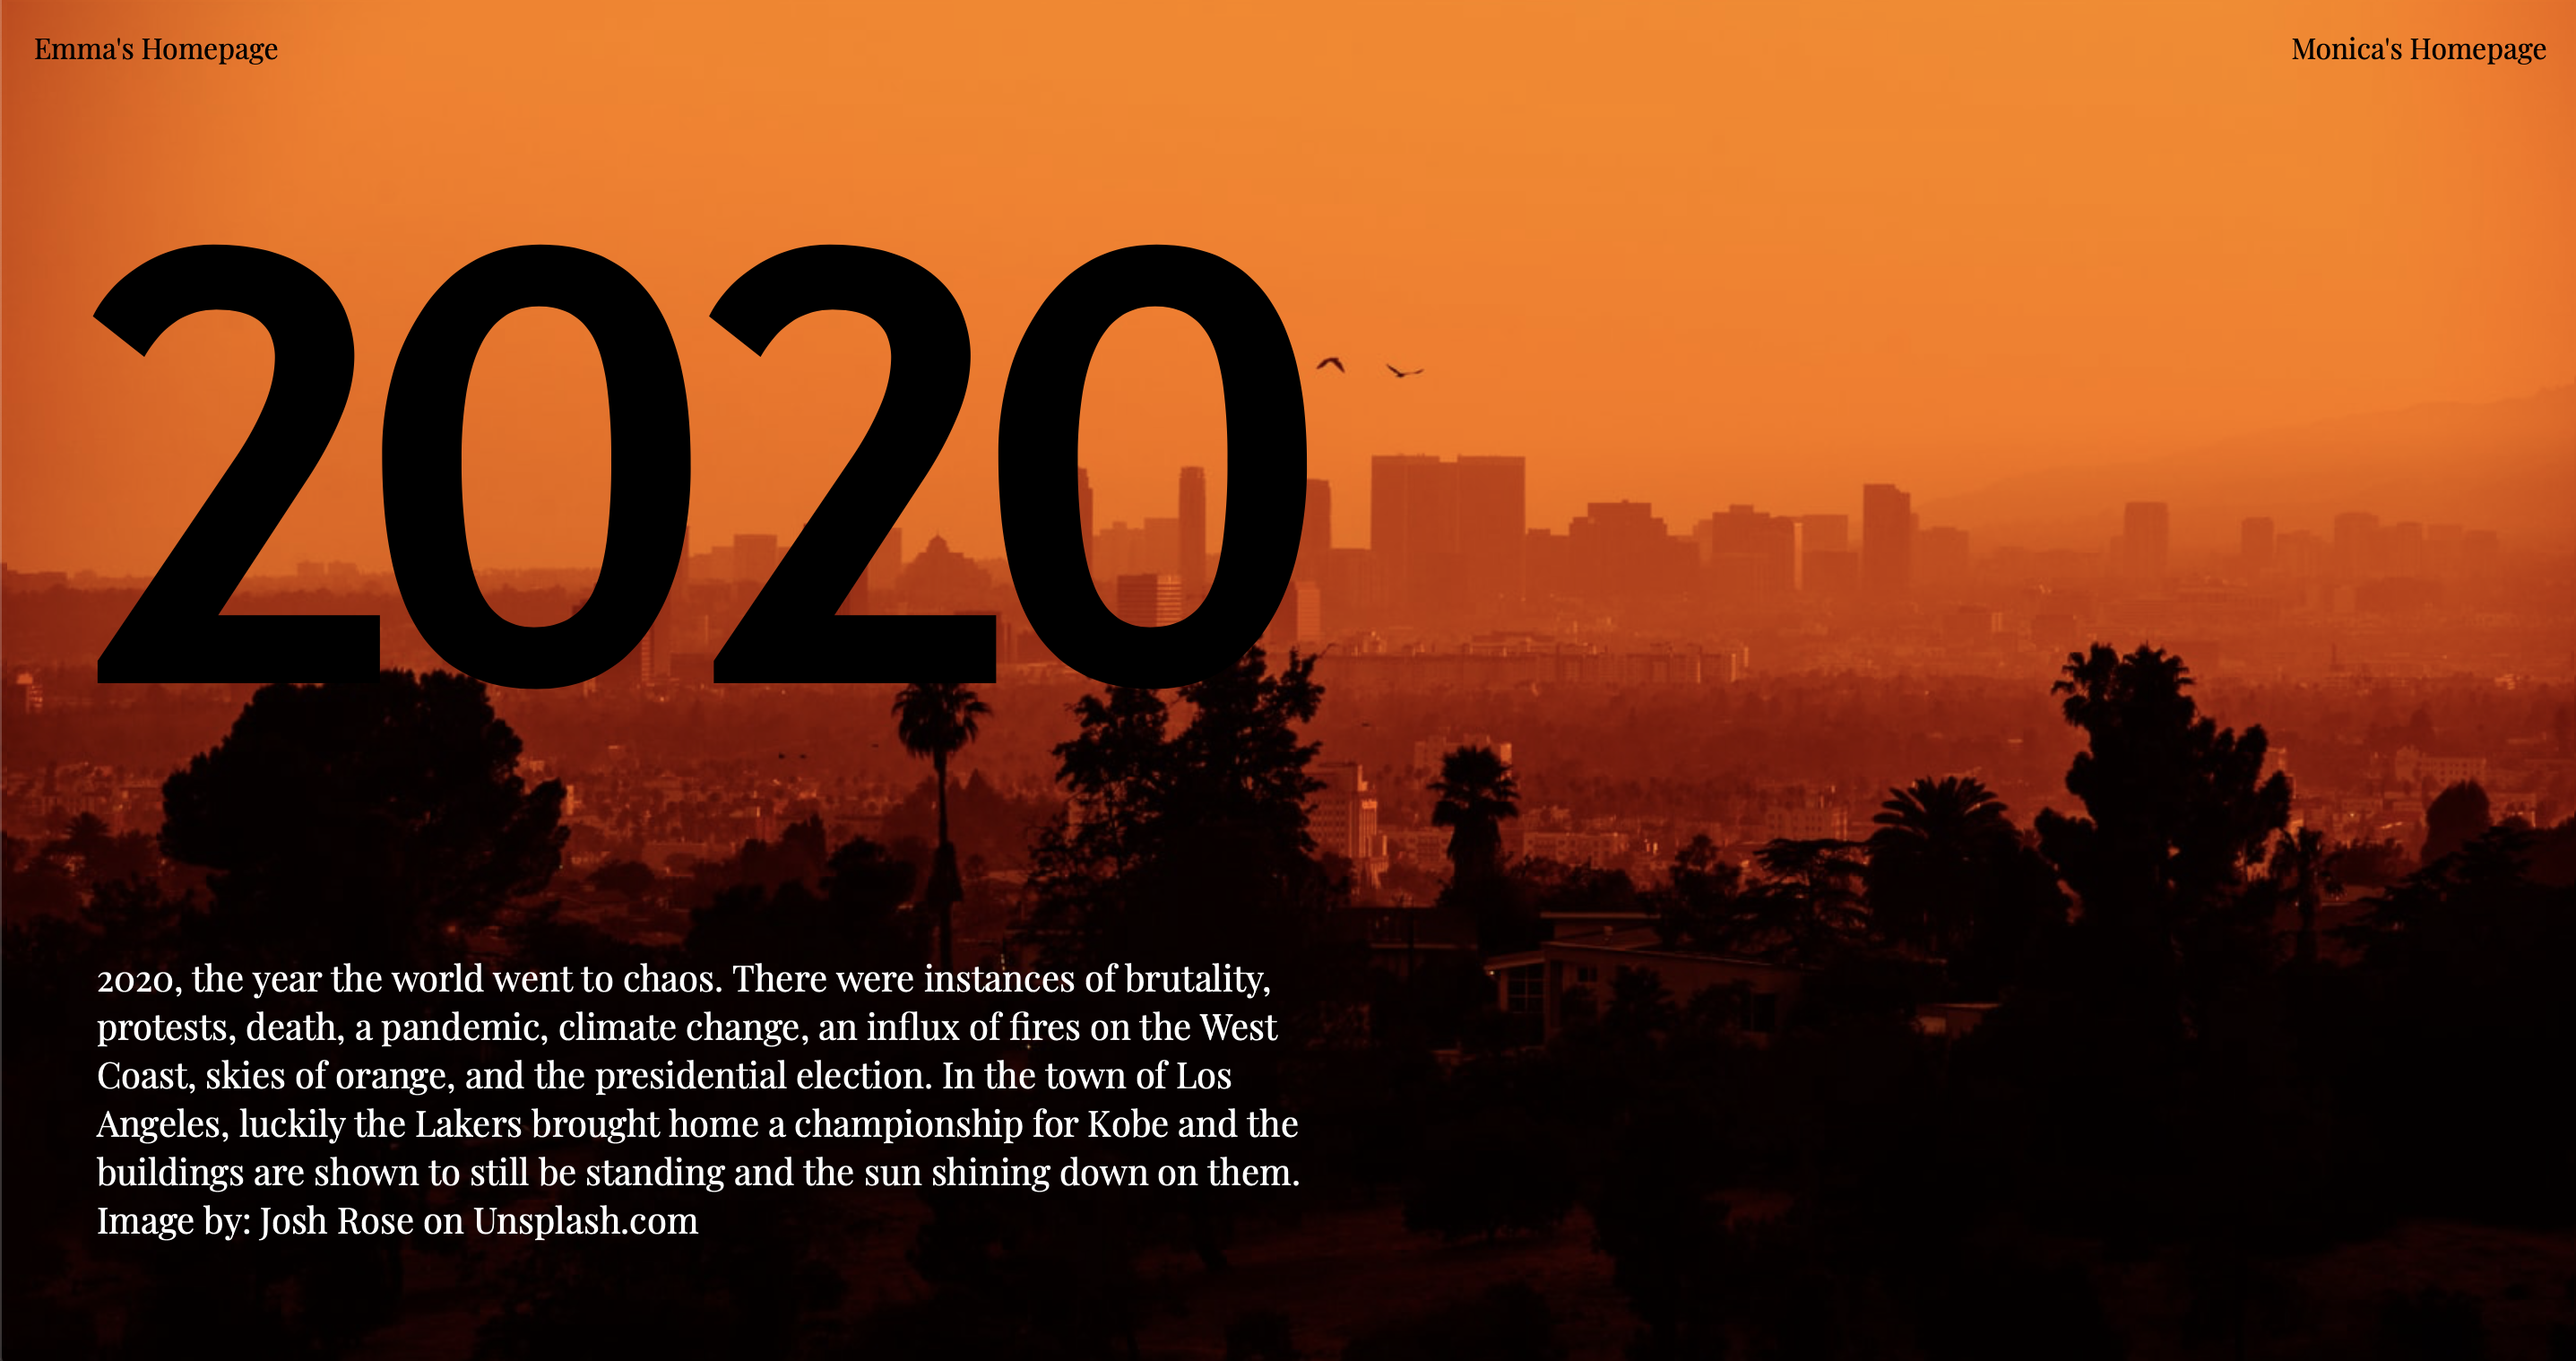 Emma's Homepage
Monica's Homepage
2020
2020, the year the world went to chaos. There were instances of brutality,
protests, death, a pandemic, climate change, an influx of fires on the West
Coast, skies of orange, and the presidential election. In the town of Los
Angeles, luckily the Lakers brought home a championship for Kobe and the
buildings are shown to still be standing and the sun shining down on them.
Image by: Josh Rose on Unsplash.com